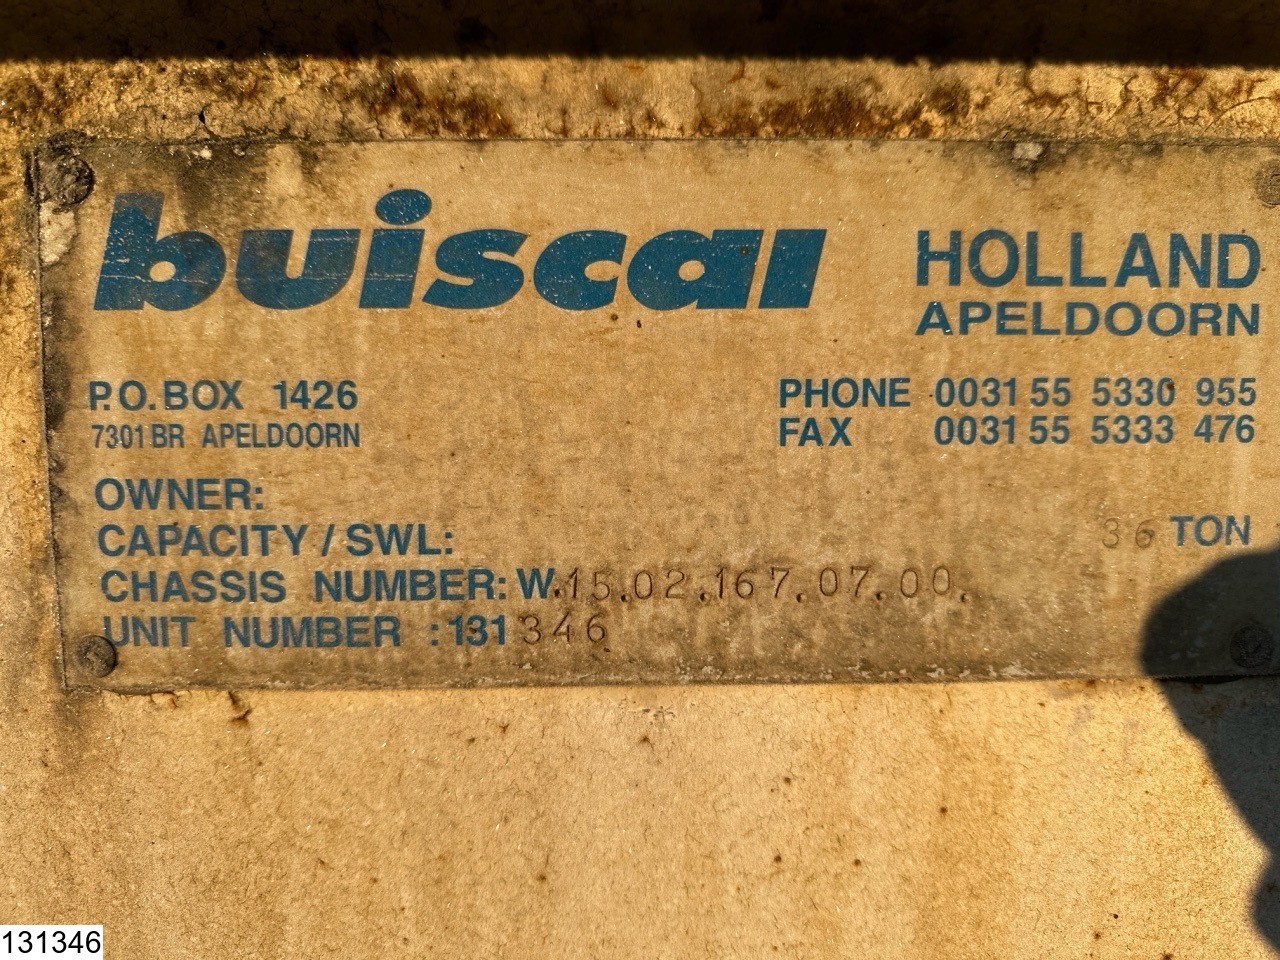 buiscar HOLLAND
APELDOORN
P.O. BOX 1426 PHONE 0031 55 5330 955
7301 BR APELDOORN FAX 0031 55 5333 476
OWNER:
CAPACITY / SWL: 36 TON
CHASSIS NUMBER: W.15.02.167.07.00.
UNIT NUMBER : 131346
131346